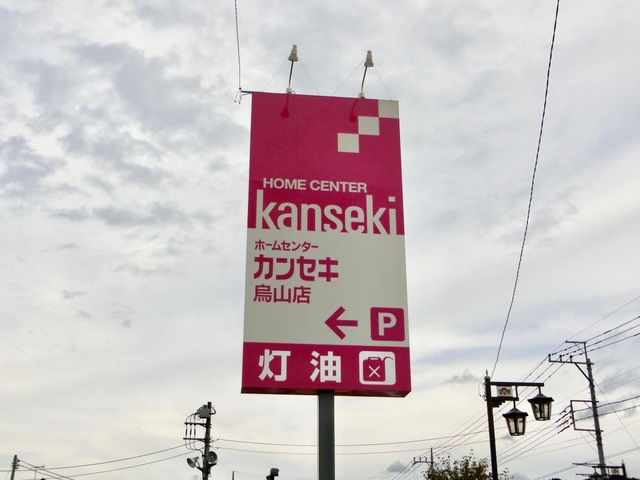 HOME CENTER
kanseki
ホームセンター
カンセキ
烏山店
← P
灯油